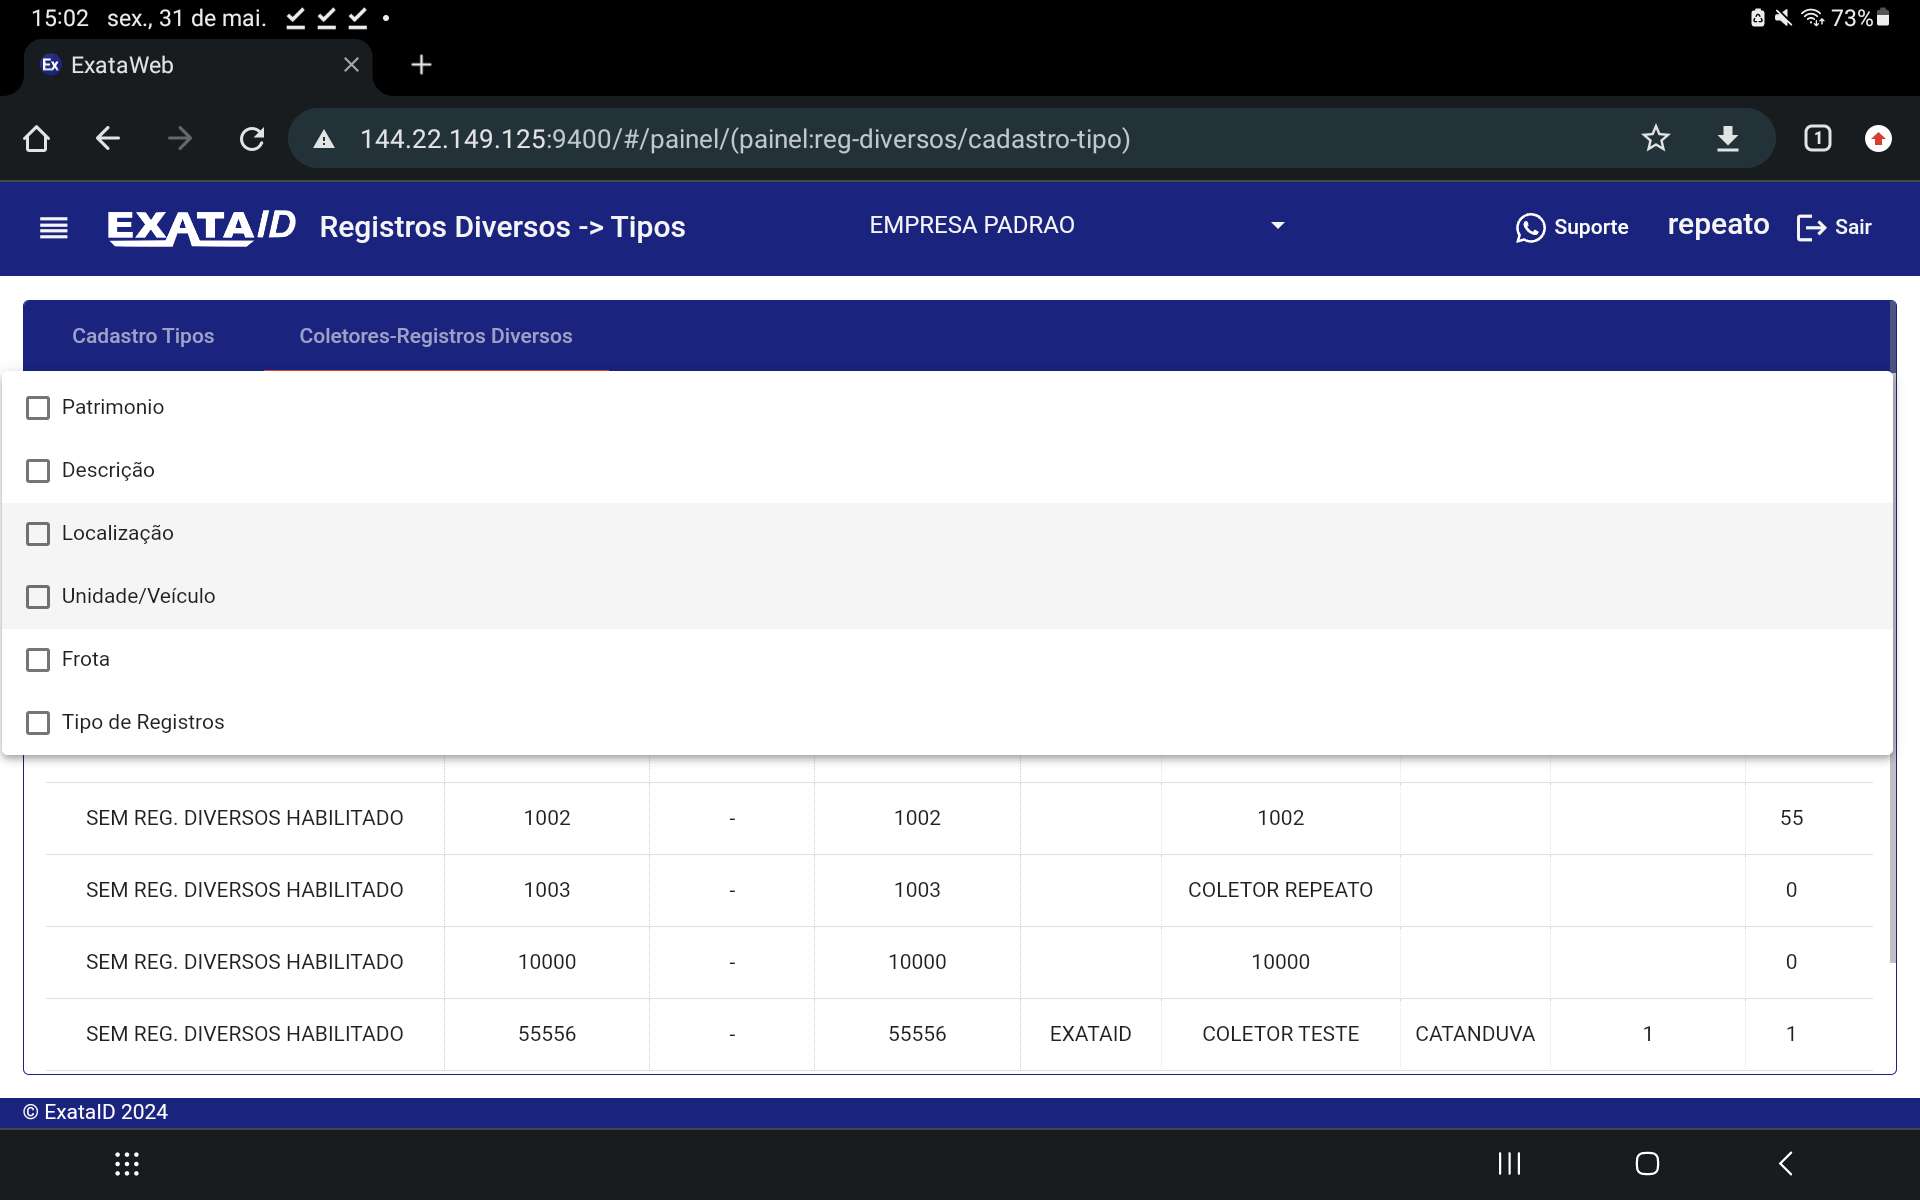 15:02 sex., 31 de mai.
73%
Ex ExataWeb
144.22.149.125:9400/#/painel/(painel:reg-diversos/cadastro-tipo)
1
EXATAID Registros Diversos -> Tipos EMPRESA PADRAO Suporte repeato Sair
Cadastro Tipos Coletores-Registros Diversos
Patrimonio
Descrição
Localização
Unidade/Veículo
Frota
Tipo de Registros
SEM REG. DIVERSOS HABILITADO 1002 - 1002 1002 55
SEM REG. DIVERSOS HABILITADO 1003 - 1003 COLETOR REPEATO 0
SEM REG. DIVERSOS HABILITADO 10000 - 10000 10000 0
SEM REG. DIVERSOS HABILITADO 55556 - 55556 EXATAID COLETOR TESTE CATANDUVA 1 1
© ExataID 2024